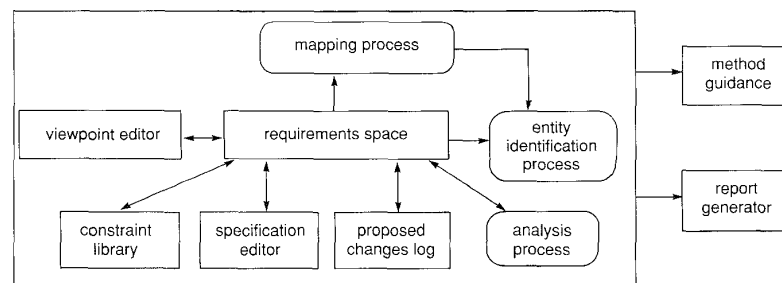 mapping process
method
guidance
viewpoint editor
requirements space
entity
identification
process
report
generator
constraint
library
specification
editor
proposed
changes log
analysis
process